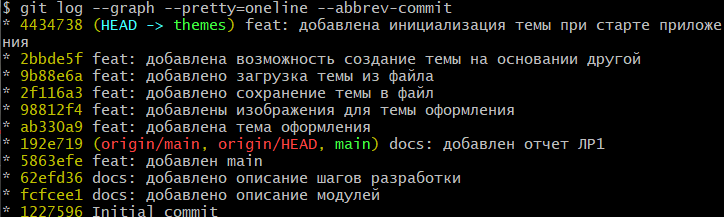 $ git log --graph --pretty=oneline --abbrev-commit
* 4434738 (HEAD -> themes) feat: добавлена инициализация темы при старте приложе
ния
* 2bbde5f feat: добавлена возможность создание темы на основании другой
* 9b88e6a feat: добавлено загрузка темы из файла
* 2f116a3 feat: добавлено сохранение темы в файл
* 98812f4 feat: добавлены изображения для темы оформления
* ab330a9 feat: добавлена тема оформления
* 192e719 (origin/main, origin/HEAD, main) docs: добавлен отчет ЛР1
* 5863efe feat: добавлен main
* 62efd36 docs: добавлено описание шагов разработки
* fcfcee1 docs: добавлено описание модулей
* 1227596 Initial commit